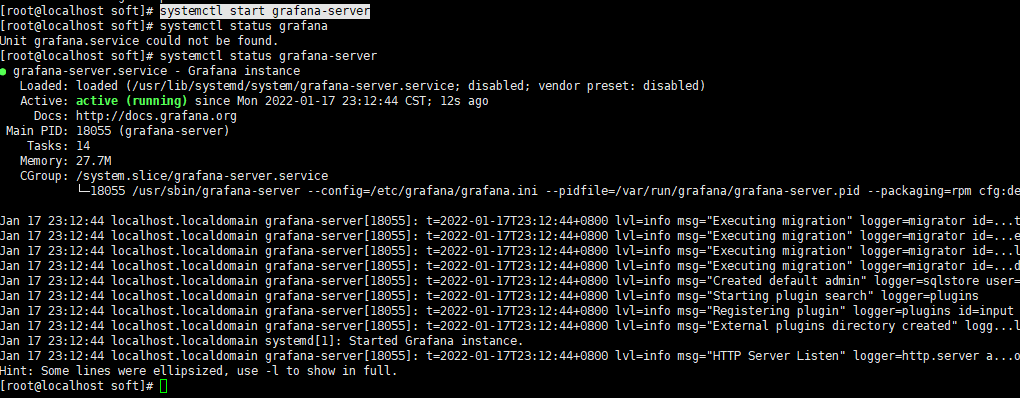 [root@localhost soft]# systemctl start grafana-server
[root@localhost soft]# systemctl status grafana
Unit grafana.service could not be found.
[root@localhost soft]# systemctl status grafana-server
● grafana-server.service - Grafana instance
   Loaded: loaded (/usr/lib/systemd/system/grafana-server.service; disabled; vendor preset: disabled)
   Active: active (running) since Mon 2022-01-17 23:12:44 CST; 12s ago
     Docs: http://docs.grafana.org
 Main PID: 18055 (grafana-server)
    Tasks: 14
   Memory: 27.7M
   CGroup: /system.slice/grafana-server.service
           └─18055 /usr/sbin/grafana-server --config=/etc/grafana/grafana.ini --pidfile=/var/run/grafana/grafana-server.pid --packaging=rpm cfg:de
Jan 17 23:12:44 localhost.localdomain grafana-server[18055]: t=2022-01-17T23:12:44+0800 lvl=info msg="Executing migration" logger=migrator id=...t
Jan 17 23:12:44 localhost.localdomain grafana-server[18055]: t=2022-01-17T23:12:44+0800 lvl=info msg="Executing migration" logger=migrator id=...e
Jan 17 23:12:44 localhost.localdomain grafana-server[18055]: t=2022-01-17T23:12:44+0800 lvl=info msg="Executing migration" logger=migrator id=...l
Jan 17 23:12:44 localhost.localdomain grafana-server[18055]: t=2022-01-17T23:12:44+0800 lvl=info msg="Executing migration" logger=migrator id=...d
Jan 17 23:12:44 localhost.localdomain grafana-server[18055]: t=2022-01-17T23:12:44+0800 lvl=info msg="Created default admin" logger=sqlstore user=
Jan 17 23:12:44 localhost.localdomain grafana-server[18055]: t=2022-01-17T23:12:44+0800 lvl=info msg="Starting plugin search" logger=plugins
Jan 17 23:12:44 localhost.localdomain grafana-server[18055]: t=2022-01-17T23:12:44+0800 lvl=info msg="Registering plugin" logger=plugins id=input
Jan 17 23:12:44 localhost.localdomain grafana-server[18055]: t=2022-01-17T23:12:44+0800 lvl=info msg="External plugins directory created" logg...l
Jan 17 23:12:44 localhost.localdomain systemd[1]: Started Grafana instance.
Jan 17 23:12:44 localhost.localdomain grafana-server[18055]: t=2022-01-17T23:12:44+0800 lvl=info msg="HTTP Server Listen" logger=http.server a...o
Hint: Some lines were ellipsized, use -l to show in full.
[root@localhost soft]#